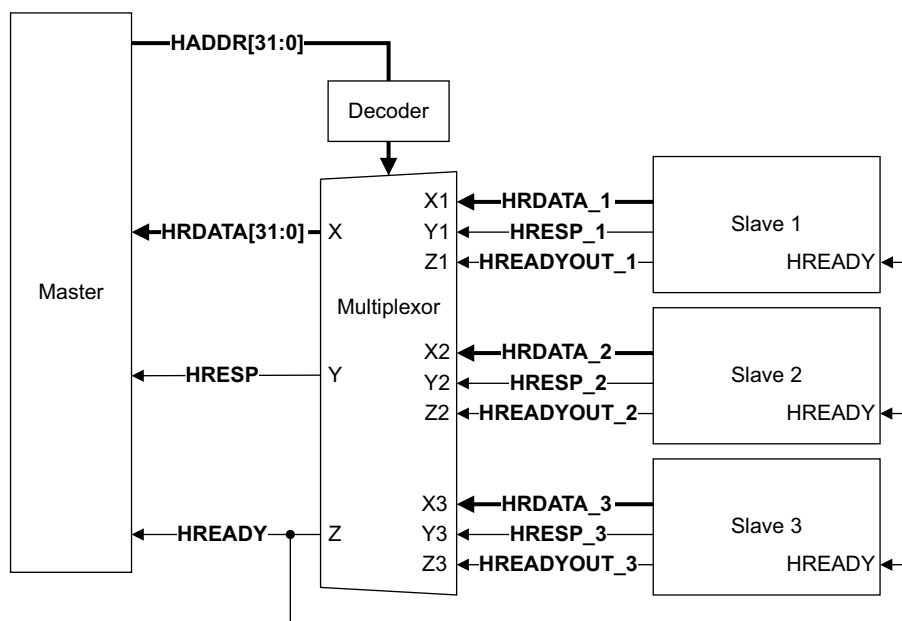 HADDR[31:0]
Decoder
Master
HRDATA[31:0]
HRESP
HREADY
X
Y
Z
Multiplexor
X1
Y1
Z1
X2
Y2
Z2
X3
Y3
Z3
HRDATA_1
HRESP_1
HREADYOUT_1
HRDATA_2
HRESP_2
HREADYOUT_2
HRDATA_3
HRESP_3
HREADYOUT_3
Slave 1
HREADY
Slave 2
HREADY
Slave 3
HREADY